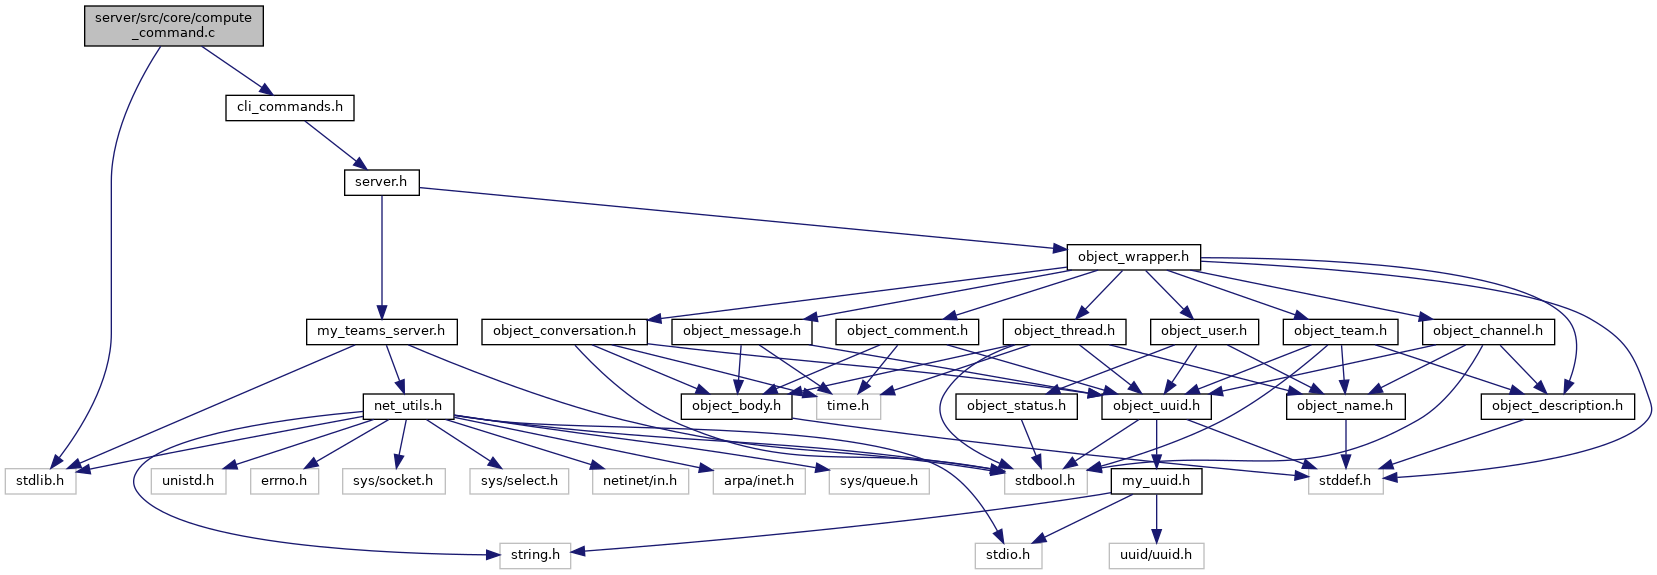 server/src/core/compute
_command.c
cli_commands.h
server.h
object_wrapper.h
my_teams_server.h
object_conversation.h
object_message.h
object_comment.h
object_thread.h
object_user.h
object_team.h
object_channel.h
net_utils.h
object_body.h
time.h
object_status.h
object_uuid.h
object_name.h
object_description.h
stdlib.h
unistd.h
errno.h
sys/socket.h
sys/select.h
netinet/in.h
arpa/inet.h
sys/queue.h
stdbool.h
my_uuid.h
stddef.h
string.h
stdio.h
uuid/uuid.h